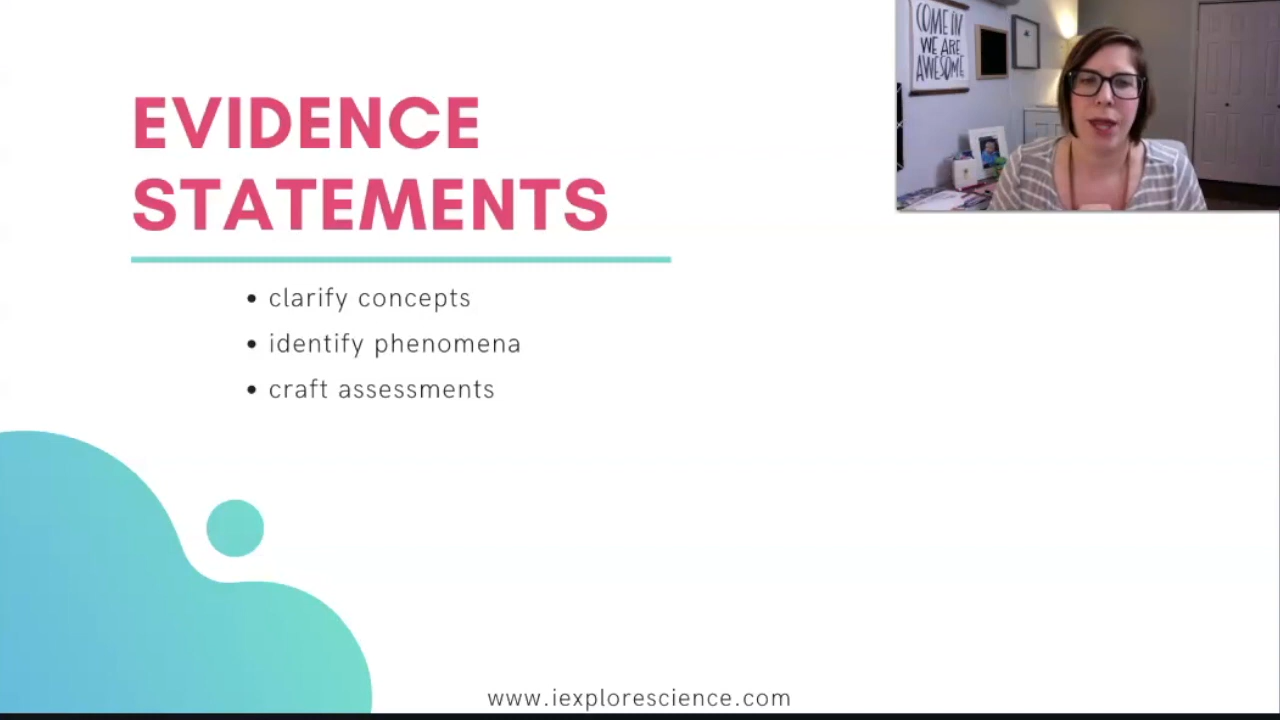 COME IN
WE ARE
AWESOME
EVIDENCE
STATEMENTS
• clarify concepts
• identify phenomena
• craft assessments
www.iexplorescience.com